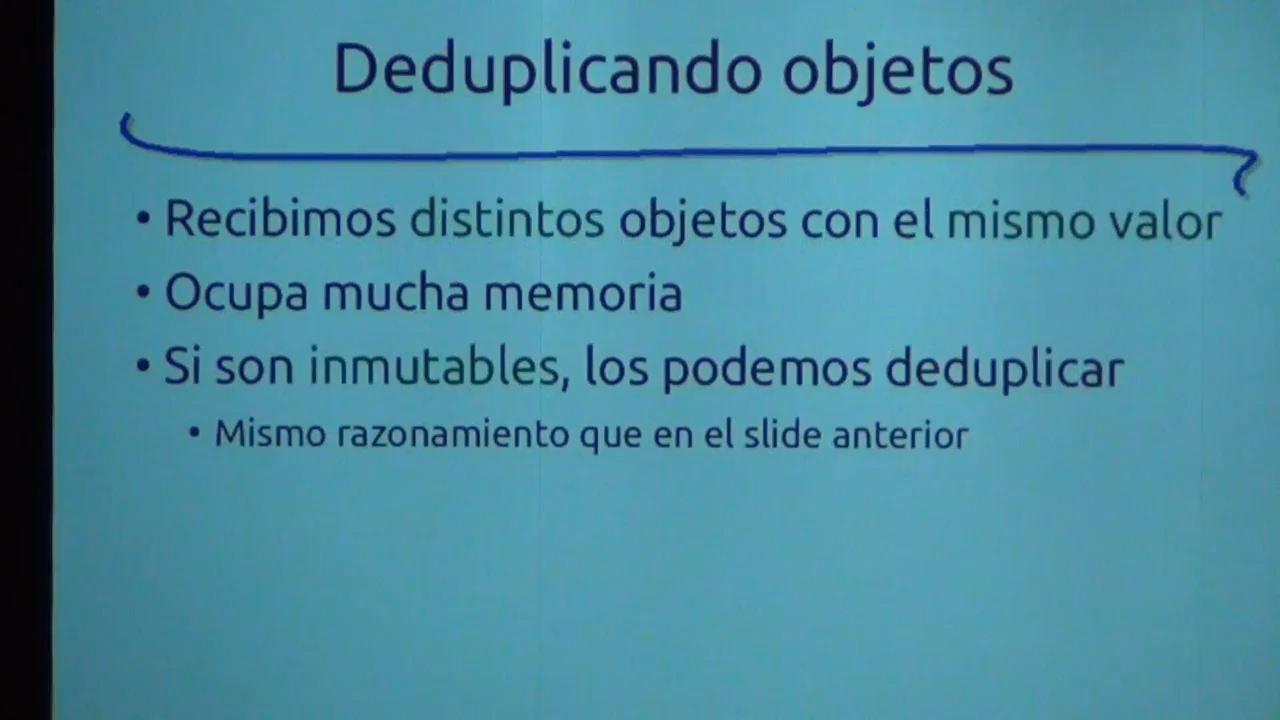 Deduplicando objetos
• Recibimos distintos objetos con el mismo valor
• Ocupa mucha memoria
• Si son inmutables, los podemos deduplicar
• Mismo razonamiento que en el slide anterior